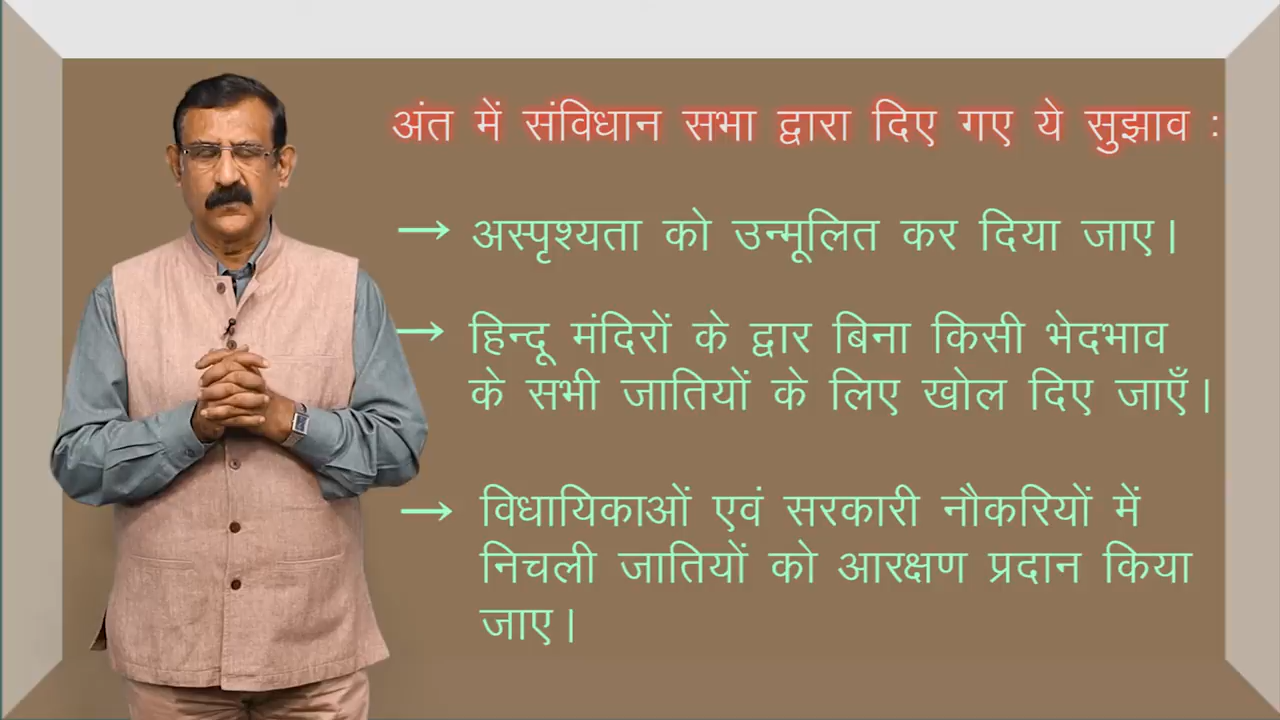 अंत में संविधान सभा द्वारा दिए गए ये सुझाव :
→ अस्पृश्यता को उन्मूलित कर दिया जाए।
→ हिन्दू मंदिरों के द्वार बिना किसी भेदभाव
के सभी जातियों के लिए खोल दिए जाएँ।
→ विधायिकाओं एवं सरकारी नौकरियों में
निचली जातियों को आरक्षण प्रदान किया
जाए।